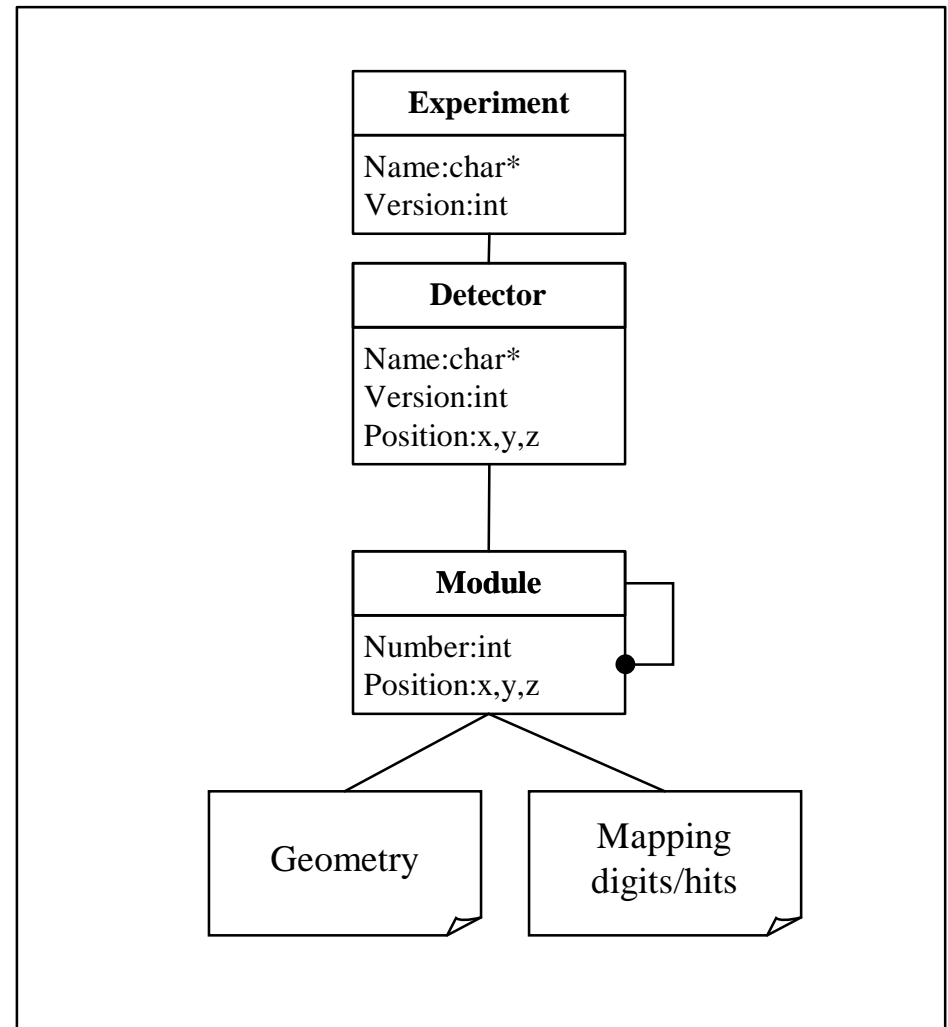 Experiment
Name:char*
Version:int
Detector
Name:char*
Version:int
Position:x,y,z
Module
Number:int
Position:x,y,z
Geometry
Mapping
digits/hits